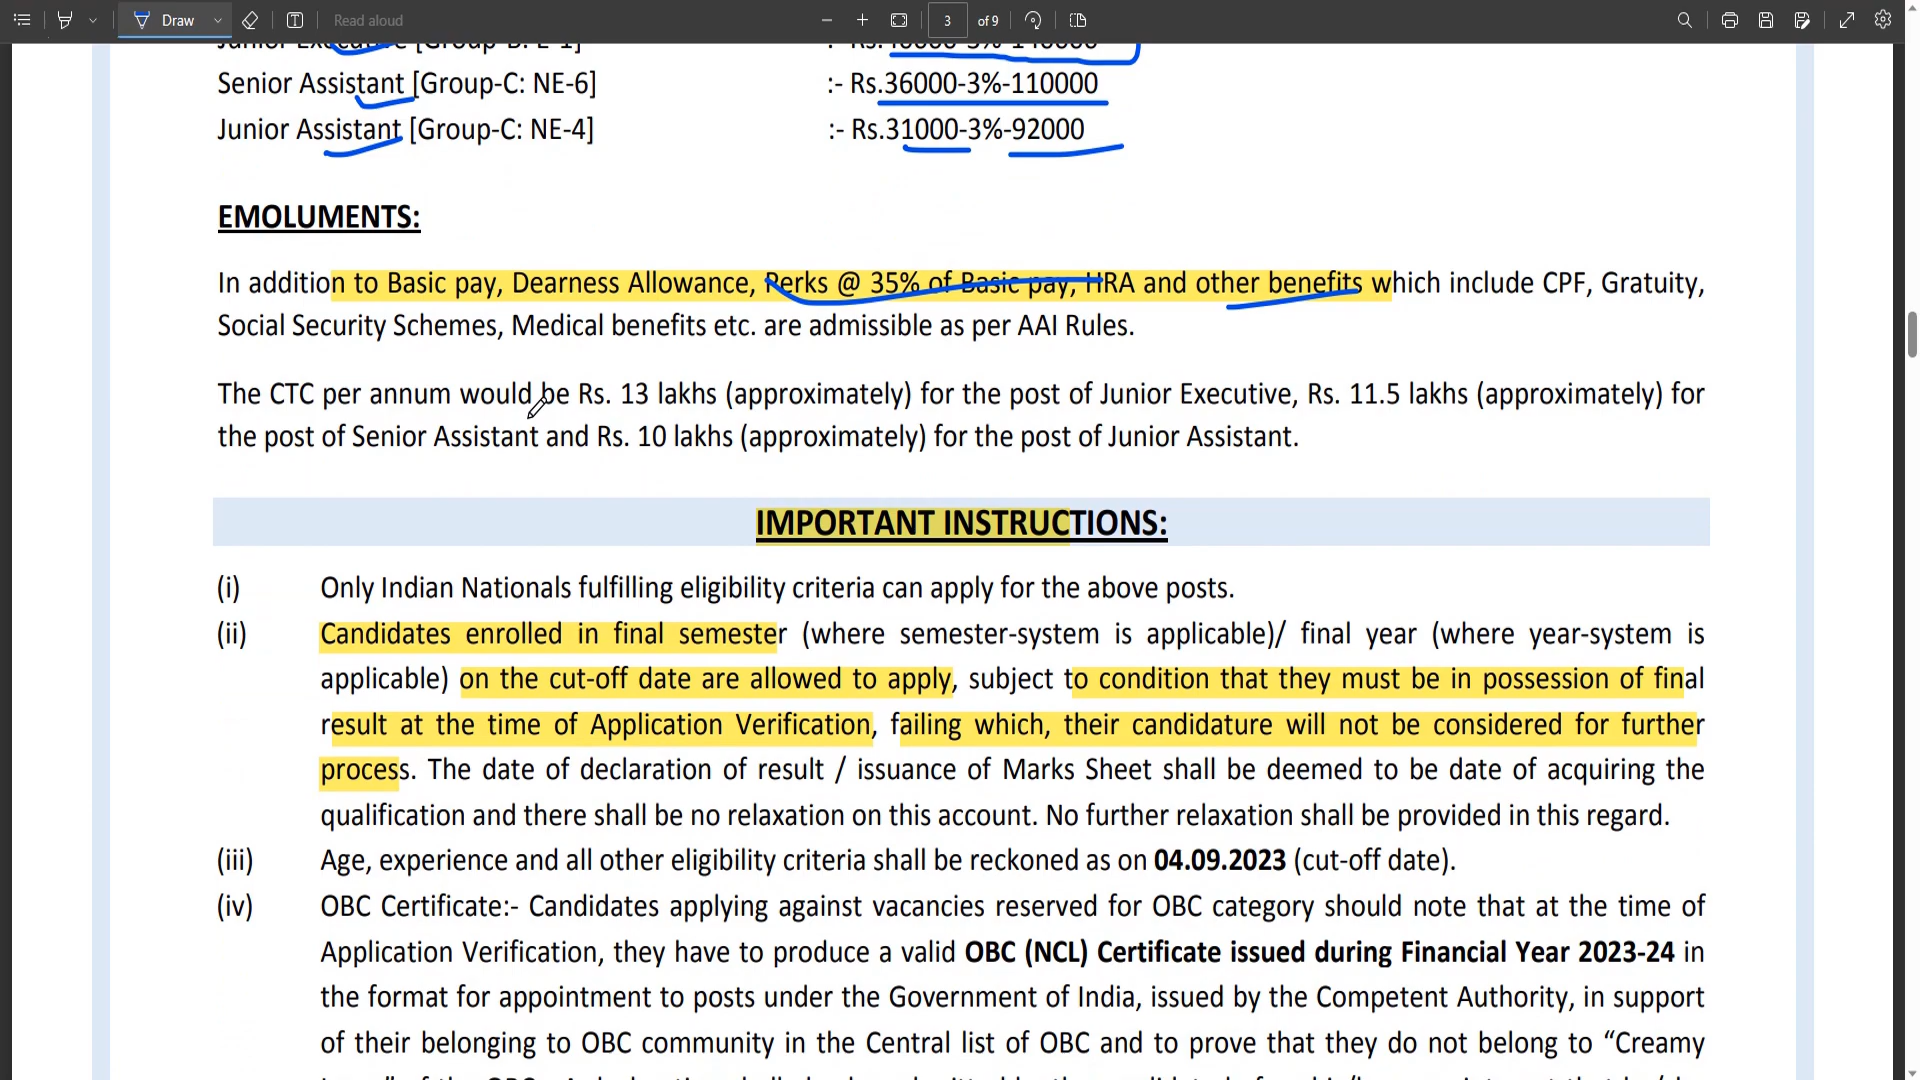 Draw
Read aloud
3
of 9
Junior Executive [Group-B: E-1] :- Rs.40000-3%-140000
Senior Assistant [Group-C: NE-6] :- Rs.36000-3%-110000
Junior Assistant [Group-C: NE-4] :- Rs.31000-3%-92000
EMOLUMENTS:
In addition to Basic pay, Dearness Allowance, Perks @ 35% of Basic pay, HRA and other benefits which include CPF, Gratuity,
Social Security Schemes, Medical benefits etc. are admissible as per AAI Rules.
The CTC per annum would be Rs. 13 lakhs (approximately) for the post of Junior Executive, Rs. 11.5 lakhs (approximately) for
the post of Senior Assistant and Rs. 10 lakhs (approximately) for the post of Junior Assistant.
IMPORTANT INSTRUCTIONS:
(i) Only Indian Nationals fulfilling eligibility criteria can apply for the above posts.
(ii) Candidates enrolled in final semester (where semester-system is applicable)/ final year (where year-system is
applicable) on the cut-off date are allowed to apply, subject to condition that they must be in possession of final
result at the time of Application Verification, failing which, their candidature will not be considered for further
process. The date of declaration of result / issuance of Marks Sheet shall be deemed to be date of acquiring the
qualification and there shall be no relaxation on this account. No further relaxation shall be provided in this regard.
(iii) Age, experience and all other eligibility criteria shall be reckoned as on 04.09.2023 (cut-off date).
(iv) OBC Certificate:- Candidates applying against vacancies reserved for OBC category should note that at the time of
Application Verification, they have to produce a valid OBC (NCL) Certificate issued during Financial Year 2023-24 in
the format for appointment to posts under the Government of India, issued by the Competent Authority, in support
of their belonging to OBC community in the Central list of OBC and to prove that they do not belong to “Creamy